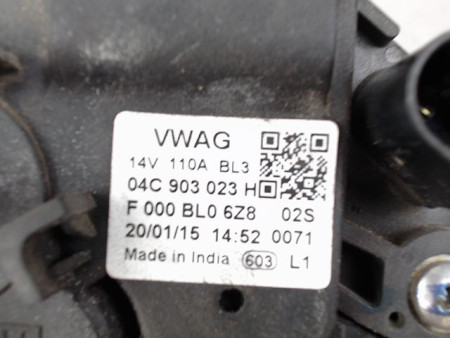 VWAG
14V 110A BL3
04C 903 023 H
F 000 BL0 6Z8 02S
20/01/15 14:52 0071
Made in India 603 L1